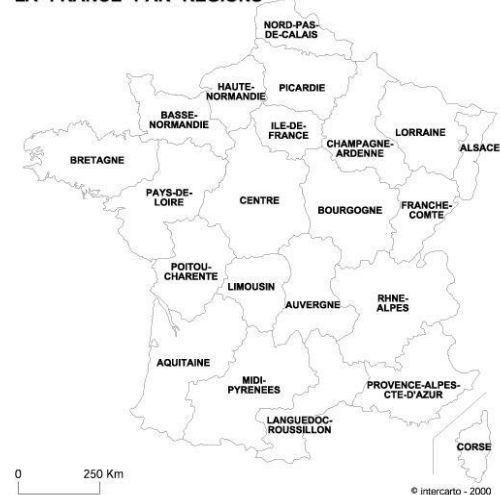 LA FRANCE PAR REGIONS
NORD-PAS-
DE-CALAIS
HAUTE-
NORMANDIE
PICARDIE
BASSE-
NORMANDIE
ILE-DE-
FRANCE
CHAMPAGNE-
ARDENNE
LORRAINE
ALSACE
BRETAGNE
PAYS-DE-
LOIRE
CENTRE
BOURGOGNE
FRANCHE-
COMTE
POITOU-
CHARENTE
LIMOUSIN
AUVERGNE
RHNE-
ALPES
AQUITAINE
MIDI-
PYRENEES
PROVENCE-ALPES-
CTE-D'AZUR
LANGUEDOC-
ROUSSILLON
CORSE
0 250 Km
© intercarto - 2000